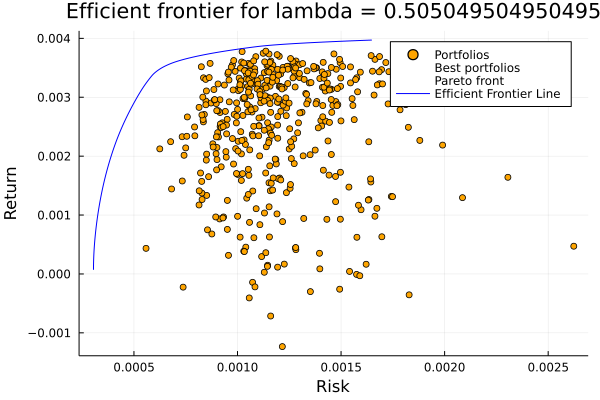 Efficient frontier for lambda = 0.505049504950495
Portfolios
Best portfolios
Pareto front
Efficient Frontier Line
0.004
0.003
0.002
0.001
0.000
−0.001
Return
0.0005 0.0010 0.0015 0.0020 0.0025
Risk